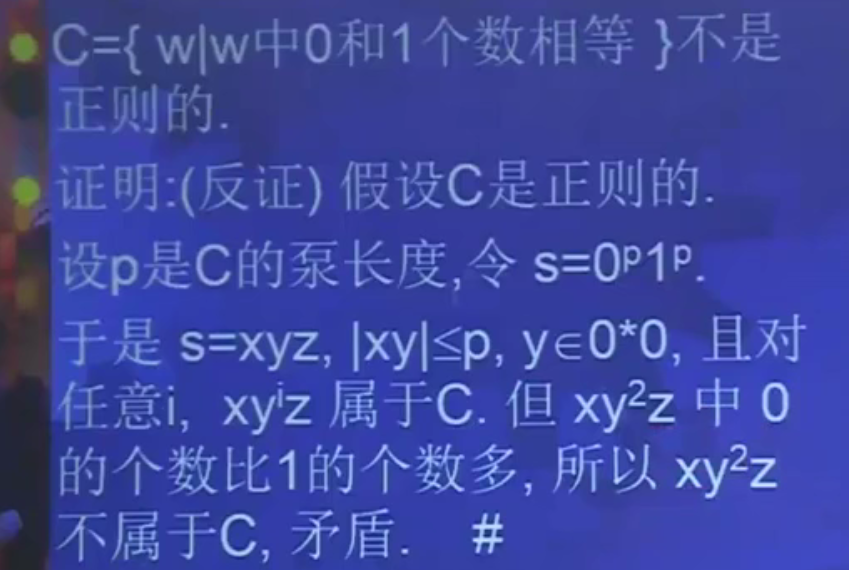 C={ w|w中0和1个数相等 }不是
正则的.
证明:(反证) 假设C是正则的.
设p是C的泵长度,令 s=0ᵖ1ᵖ.
于是 s=xyz, |xy|≤p, y∈0*0, 且对
任意i, xyⁱz 属于C. 但 xy²z 中 0
的个数比1的个数多, 所以 xy²z
不属于C, 矛盾. #